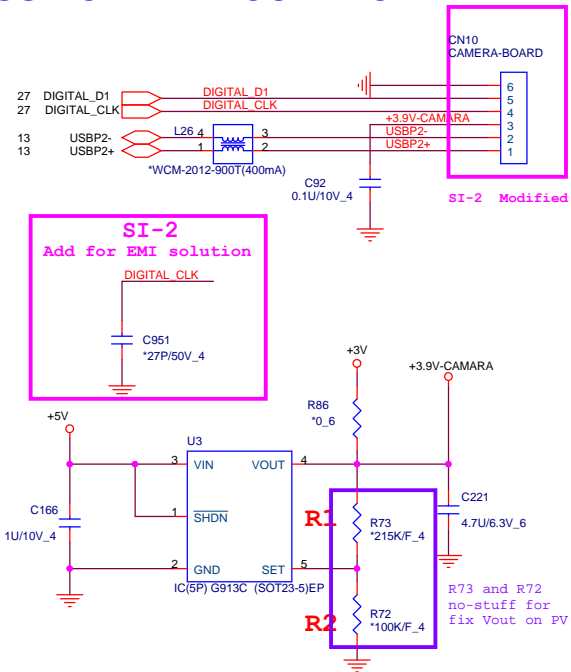 CN10
CAMERA-BOARD
27 DIGITAL_D1 DIGITAL_D1 6
27 DIGITAL_CLK DIGITAL_CLK 5
+3.9V-CAMARA 4
13 USBP2- L26 4 3 USBP2- 3
13 USBP2+ 1 2 USBP2+ 2
1
*WCM-2012-900T(400mA)
C92
0.1U/10V_4
SI-2 Modified
SI-2
Add for EMI solution
DIGITAL_CLK
C951
*27P/50V_4
+3V
+3.9V-CAMARA
R86
*0_6
+5V
U3
3 VIN VOUT 4
C166
1U/10V_4
1 SHDN
2 GND SET 5
IC(5P) G913C (SOT23-5)EP
R1
R73
*215K/F_4
C221
4.7U/6.3V_6
R2
R72
*100K/F_4
R73 and R72
no-stuff for
fix Vout on PV